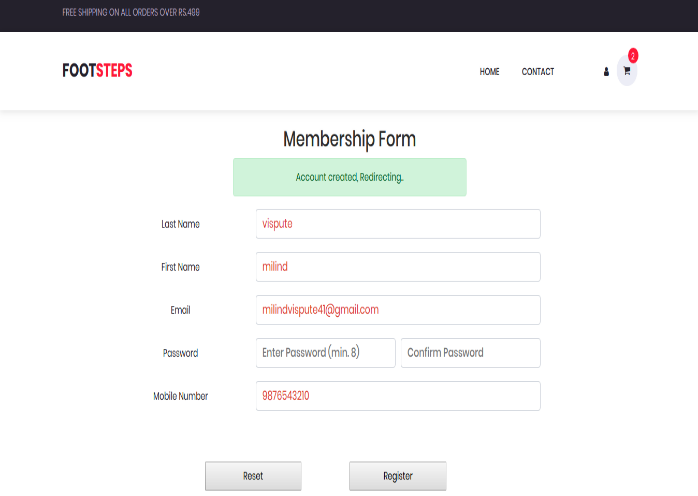 FREE SHIPPING ON ALL ORDERS OVER RS.499
FOOTSTEPS HOME CONTACT 2
Membership Form
Account created, Redirecting..
Last Name vispute
First Name milind
Email milindvispute41@gmail.com
Password Enter Password (min. 8) Confirm Password
Mobile Number 9876543210
Reset Register